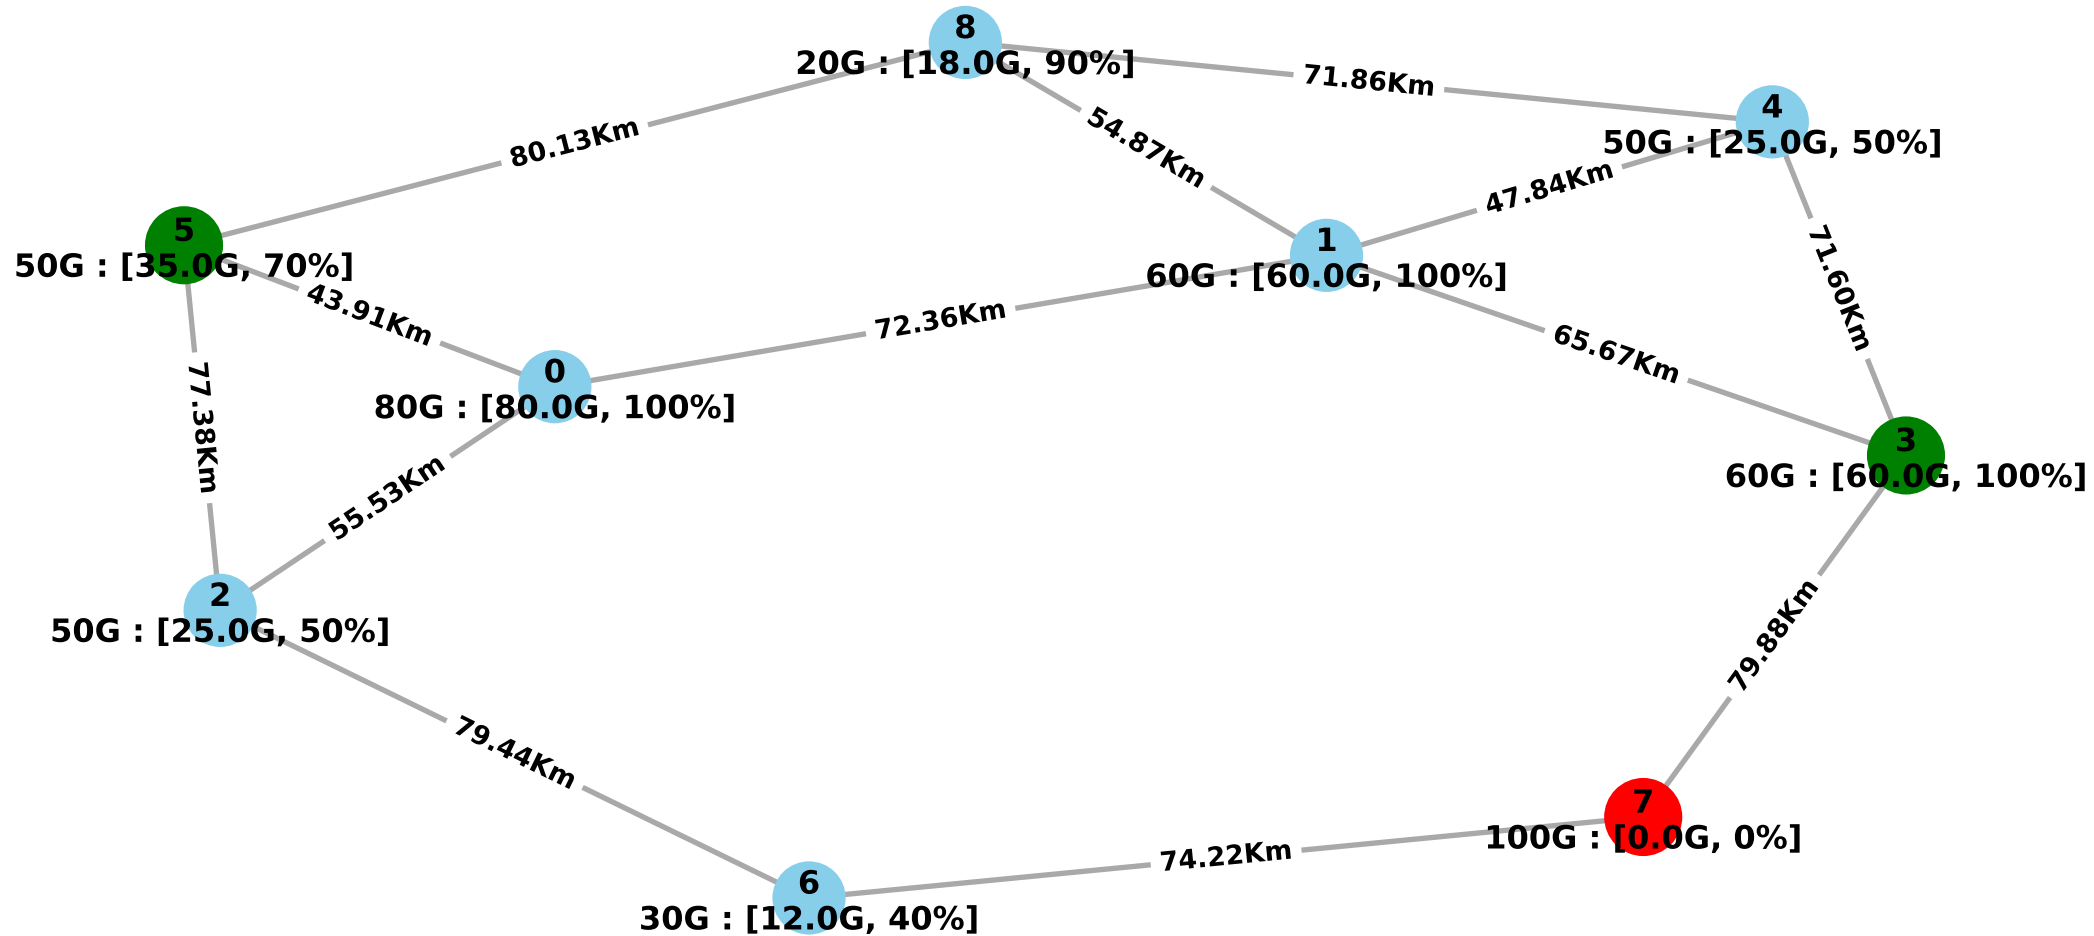 8
20G : [18.0G, 90%]
71.86Km
4
50G : [25.0G, 50%]
80.13Km
54.87Km
47.84Km
5
50G : [35.0G, 70%]
1
60G : [60.0G, 100%]
71.60Km
43.91Km
72.36Km
65.67Km
0
80G : [80.0G, 100%]
77.38Km
3
60G : [60.0G, 100%]
55.53Km
2
50G : [25.0G, 50%]
79.88Km
79.44Km
7
100G : [0.0G, 0%]
74.22Km
6
30G : [12.0G, 40%]